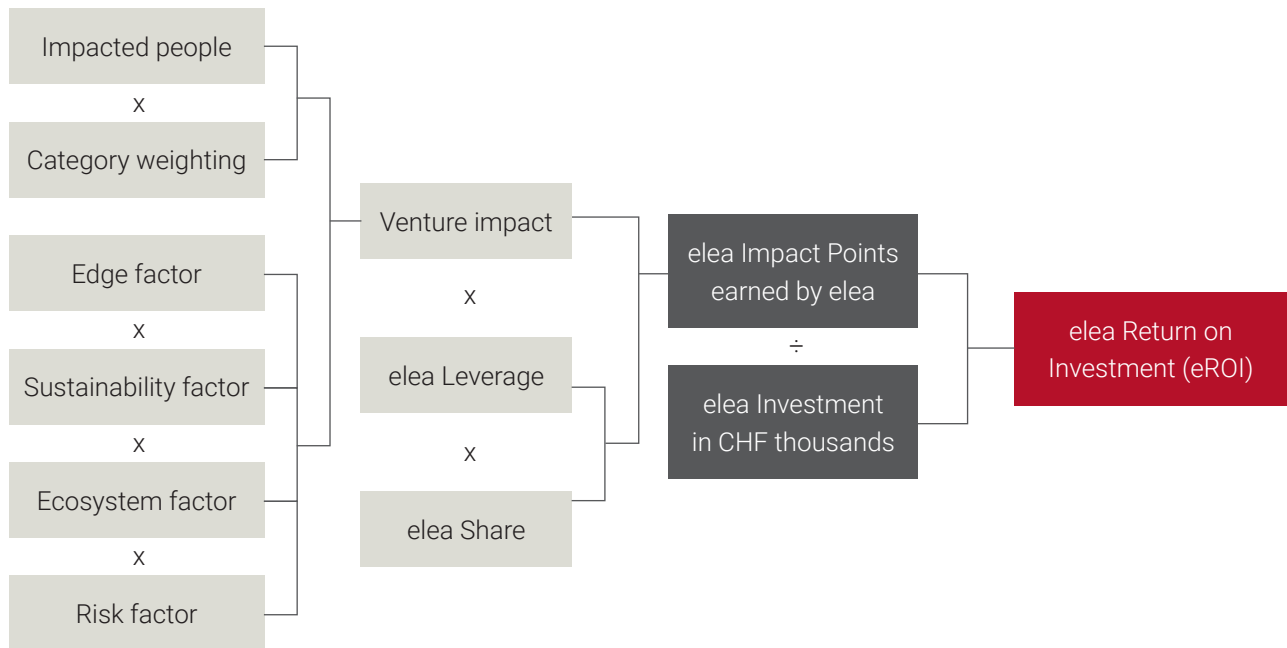 Impacted people
x
Category weighting
Edge factor
x
Sustainability factor
x
Ecosystem factor
x
Risk factor
Venture impact
x
elea Leverage
x
elea Share
elea Impact Points
earned by elea
÷
elea Investment
in CHF thousands
elea Return on
Investment (eROI)